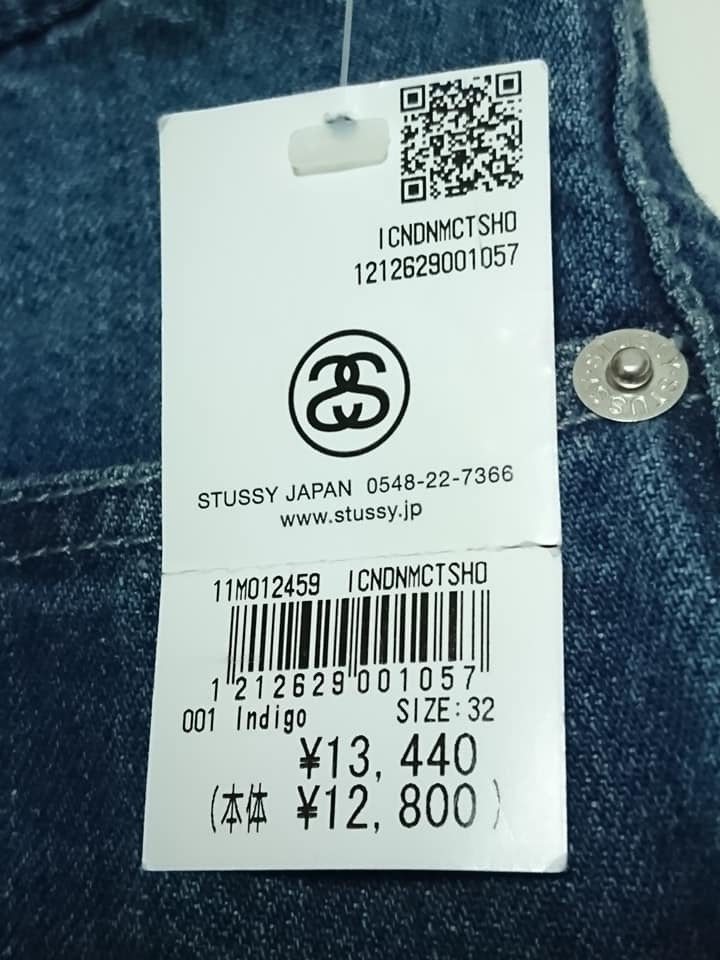 ICNDNMCTSHO
1212629001057
STUSSY JAPAN 0548-22-7366
www.stussy.jp
11M012459 ICNDNMCTSHO
1 212629 001057
001 Indigo SIZE:32
¥13,440
(本体 ¥12,800)